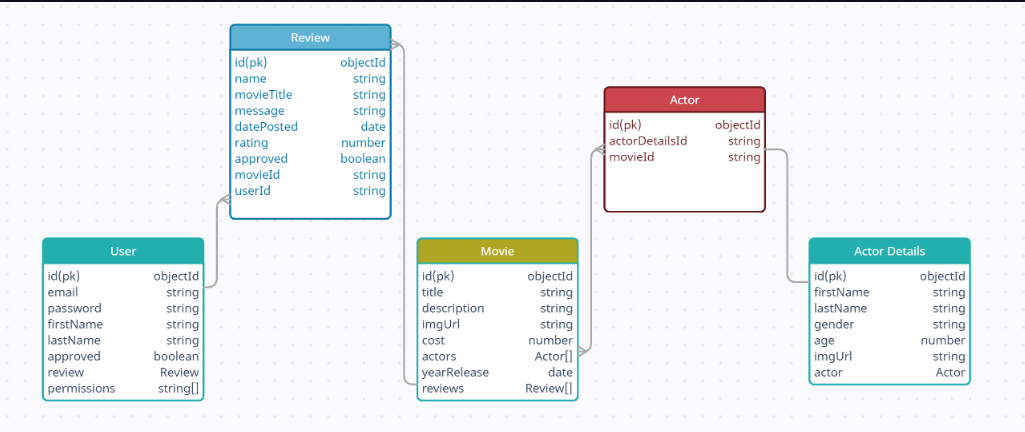 Review
id(pk) objectId
name string
movieTitle string
message string
datePosted date
rating number
approved boolean
movieId string
userId string
Actor
id(pk) objectId
actorDetailsId string
movieId string
User
id(pk) objectId
email string
password string
firstName string
lastName string
approved boolean
review Review
permissions string[]
Movie
id(pk) objectId
title string
description string
imgUrl string
cost number
actors Actor[]
yearRelease date
reviews Review[]
Actor Details
id(pk) objectId
firstName string
lastName string
gender string
age number
imgUrl string
actor Actor